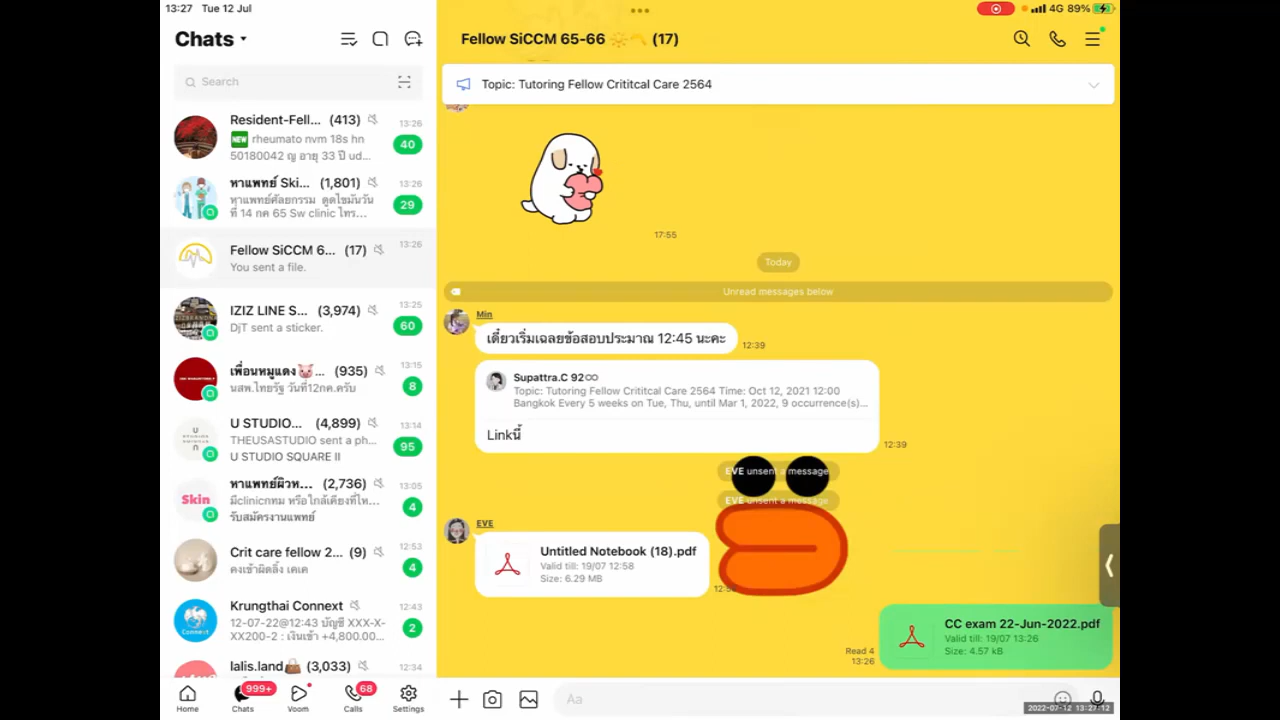 13:27 Tue 12 Jul
4G 89%
Chats
Search
Resident-Fell... (413)
13:26
NEW rheumato nvm 18s hn
50180042 ญ อายุ 33 ปี ud...
40
หาแพทย์ Ski... (1,801)
13:26
หาแพทย์ศัลยกรรม ดูดไขมันวัน
ที่ 14 กค 65 Sw clinic ไทร...
29
Fellow SiCCM 6... (17)
13:26
You sent a file.
IZIZ LINE S... (3,974)
13:25
DjT sent a sticker.
60
เพื่อนหมูแดง... (935)
13:15
นสพ.ไทยรัฐ วันที่12กค.ครับ
8
U STUDIO... (4,899)
13:14
THEUSASTUDIO sent a ph...
U STUDIO SQUARE II
95
Skin
หาแพทย์ผิวห... (2,736)
13:05
มีclinicกทม หรือใกล้เคียงที่ไห...
รับสมัครงานแพทย์
4
Crit care fellow 2... (9)
12:53
คงเข้าผิดลิ้ง เคเค
4
Connext
Krungthai Connext
12:43
12-07-22@12:43 บัญชี XXX-X-
XX200-2 : เงินเข้า +4,800.00...
2
lalis.land (3,033)
12:34
Home
999+
Chats
Voom
68
Calls
Settings
Fellow SiCCM 65-66 (17)
Topic: Tutoring Fellow Crititcal Care 2564
17:55
Today
Unread messages below
Min
เดี๋ยวเริ่มเฉลยข้อสอบประมาณ 12:45 นะคะ
12:39
Supattra.C 92
Topic: Tutoring Fellow Crititcal Care 2564 Time: Oct 12, 2021 12:00
Bangkok Every 5 weeks on Tue, Thu, until Mar 1, 2022, 9 occurrence(s)...
Linkนี้
12:39
EVE unsent a message
EVE unsent a message
EVE
Untitled Notebook (18).pdf
Valid till: 19/07 12:58
Size: 6.29 MB
CC exam 22-Jun-2022.pdf
Valid till: 19/07 13:26
Size: 4.57 kB
Read 4
13:26
Aa
2022-07-12 13:27:12